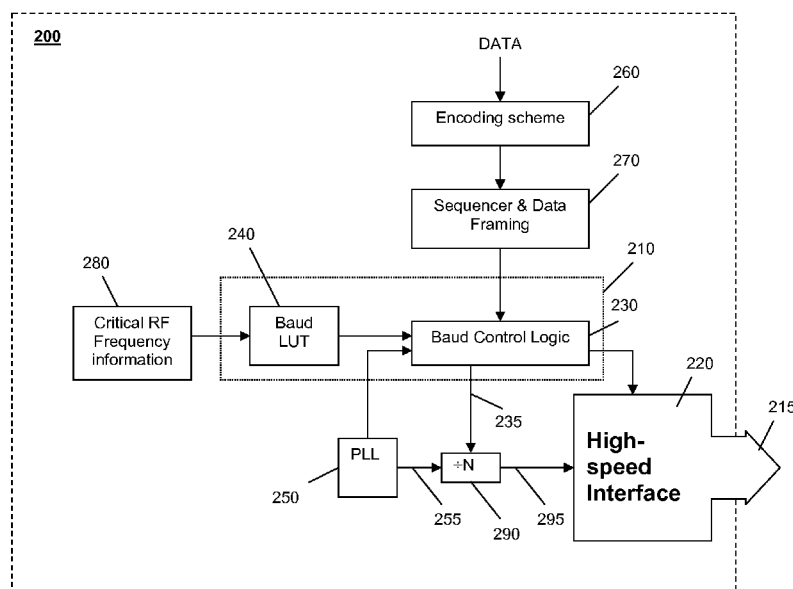 200
DATA
260
Encoding scheme
270
Sequencer & Data
Framing
240
210
280
230
Critical RF
Frequency
information
Baud
LUT
Baud Control Logic
220
215
235
PLL
÷N
High-
speed
Interface
250
255
290
295